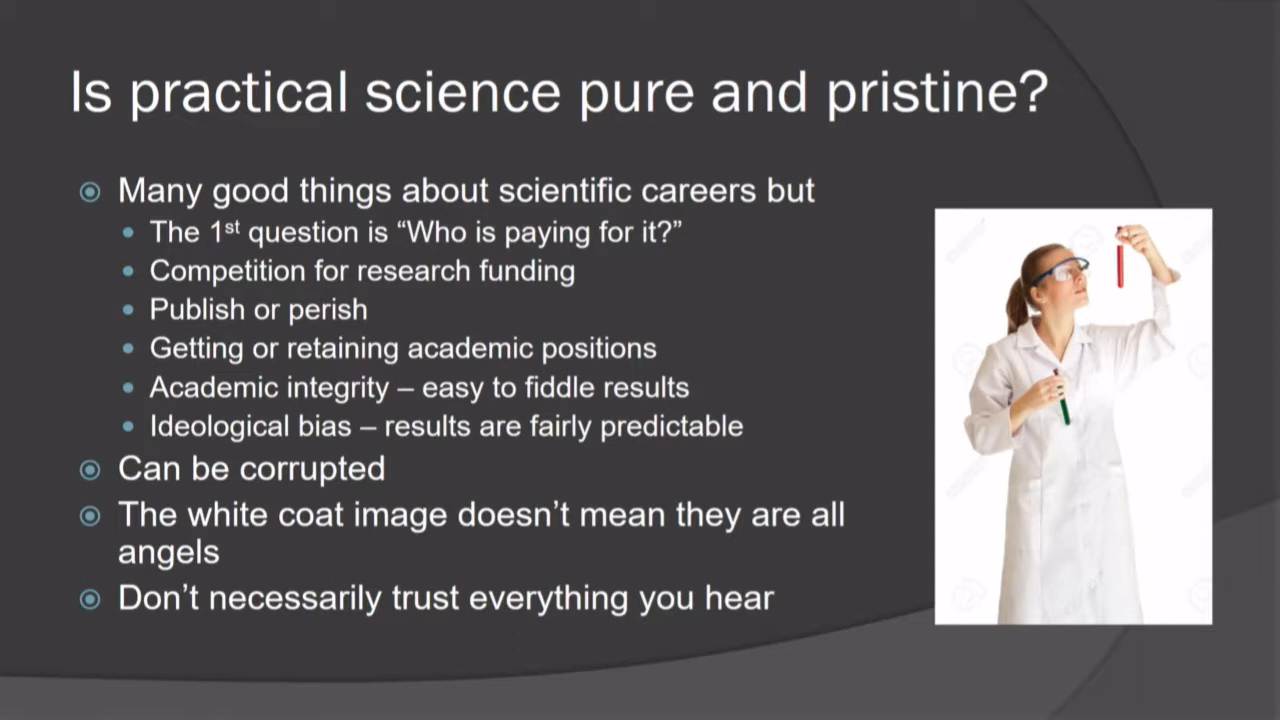 Is practical science pure and pristine?
Many good things about scientific careers but
The 1st question is “Who is paying for it?”
Competition for research funding
Publish or perish
Getting or retaining academic positions
Academic integrity – easy to fiddle results
Ideological bias – results are fairly predictable
Can be corrupted
The white coat image doesn’t mean they are all
angels
Don’t necessarily trust everything you hear